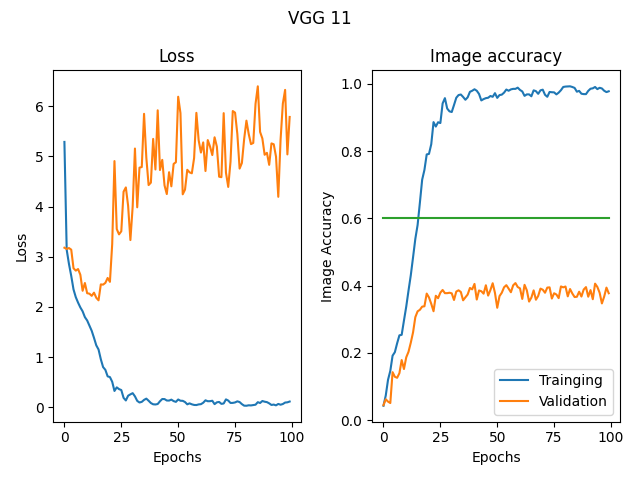 VGG 11
Loss
Loss
6
5
4
3
2
1
0
0
25
50
75
100
Epochs
Image accuracy
Image Accuracy
1.0
0.8
0.6
0.4
0.2
0.0
0
25
50
75
100
Epochs
Trainging
Validation